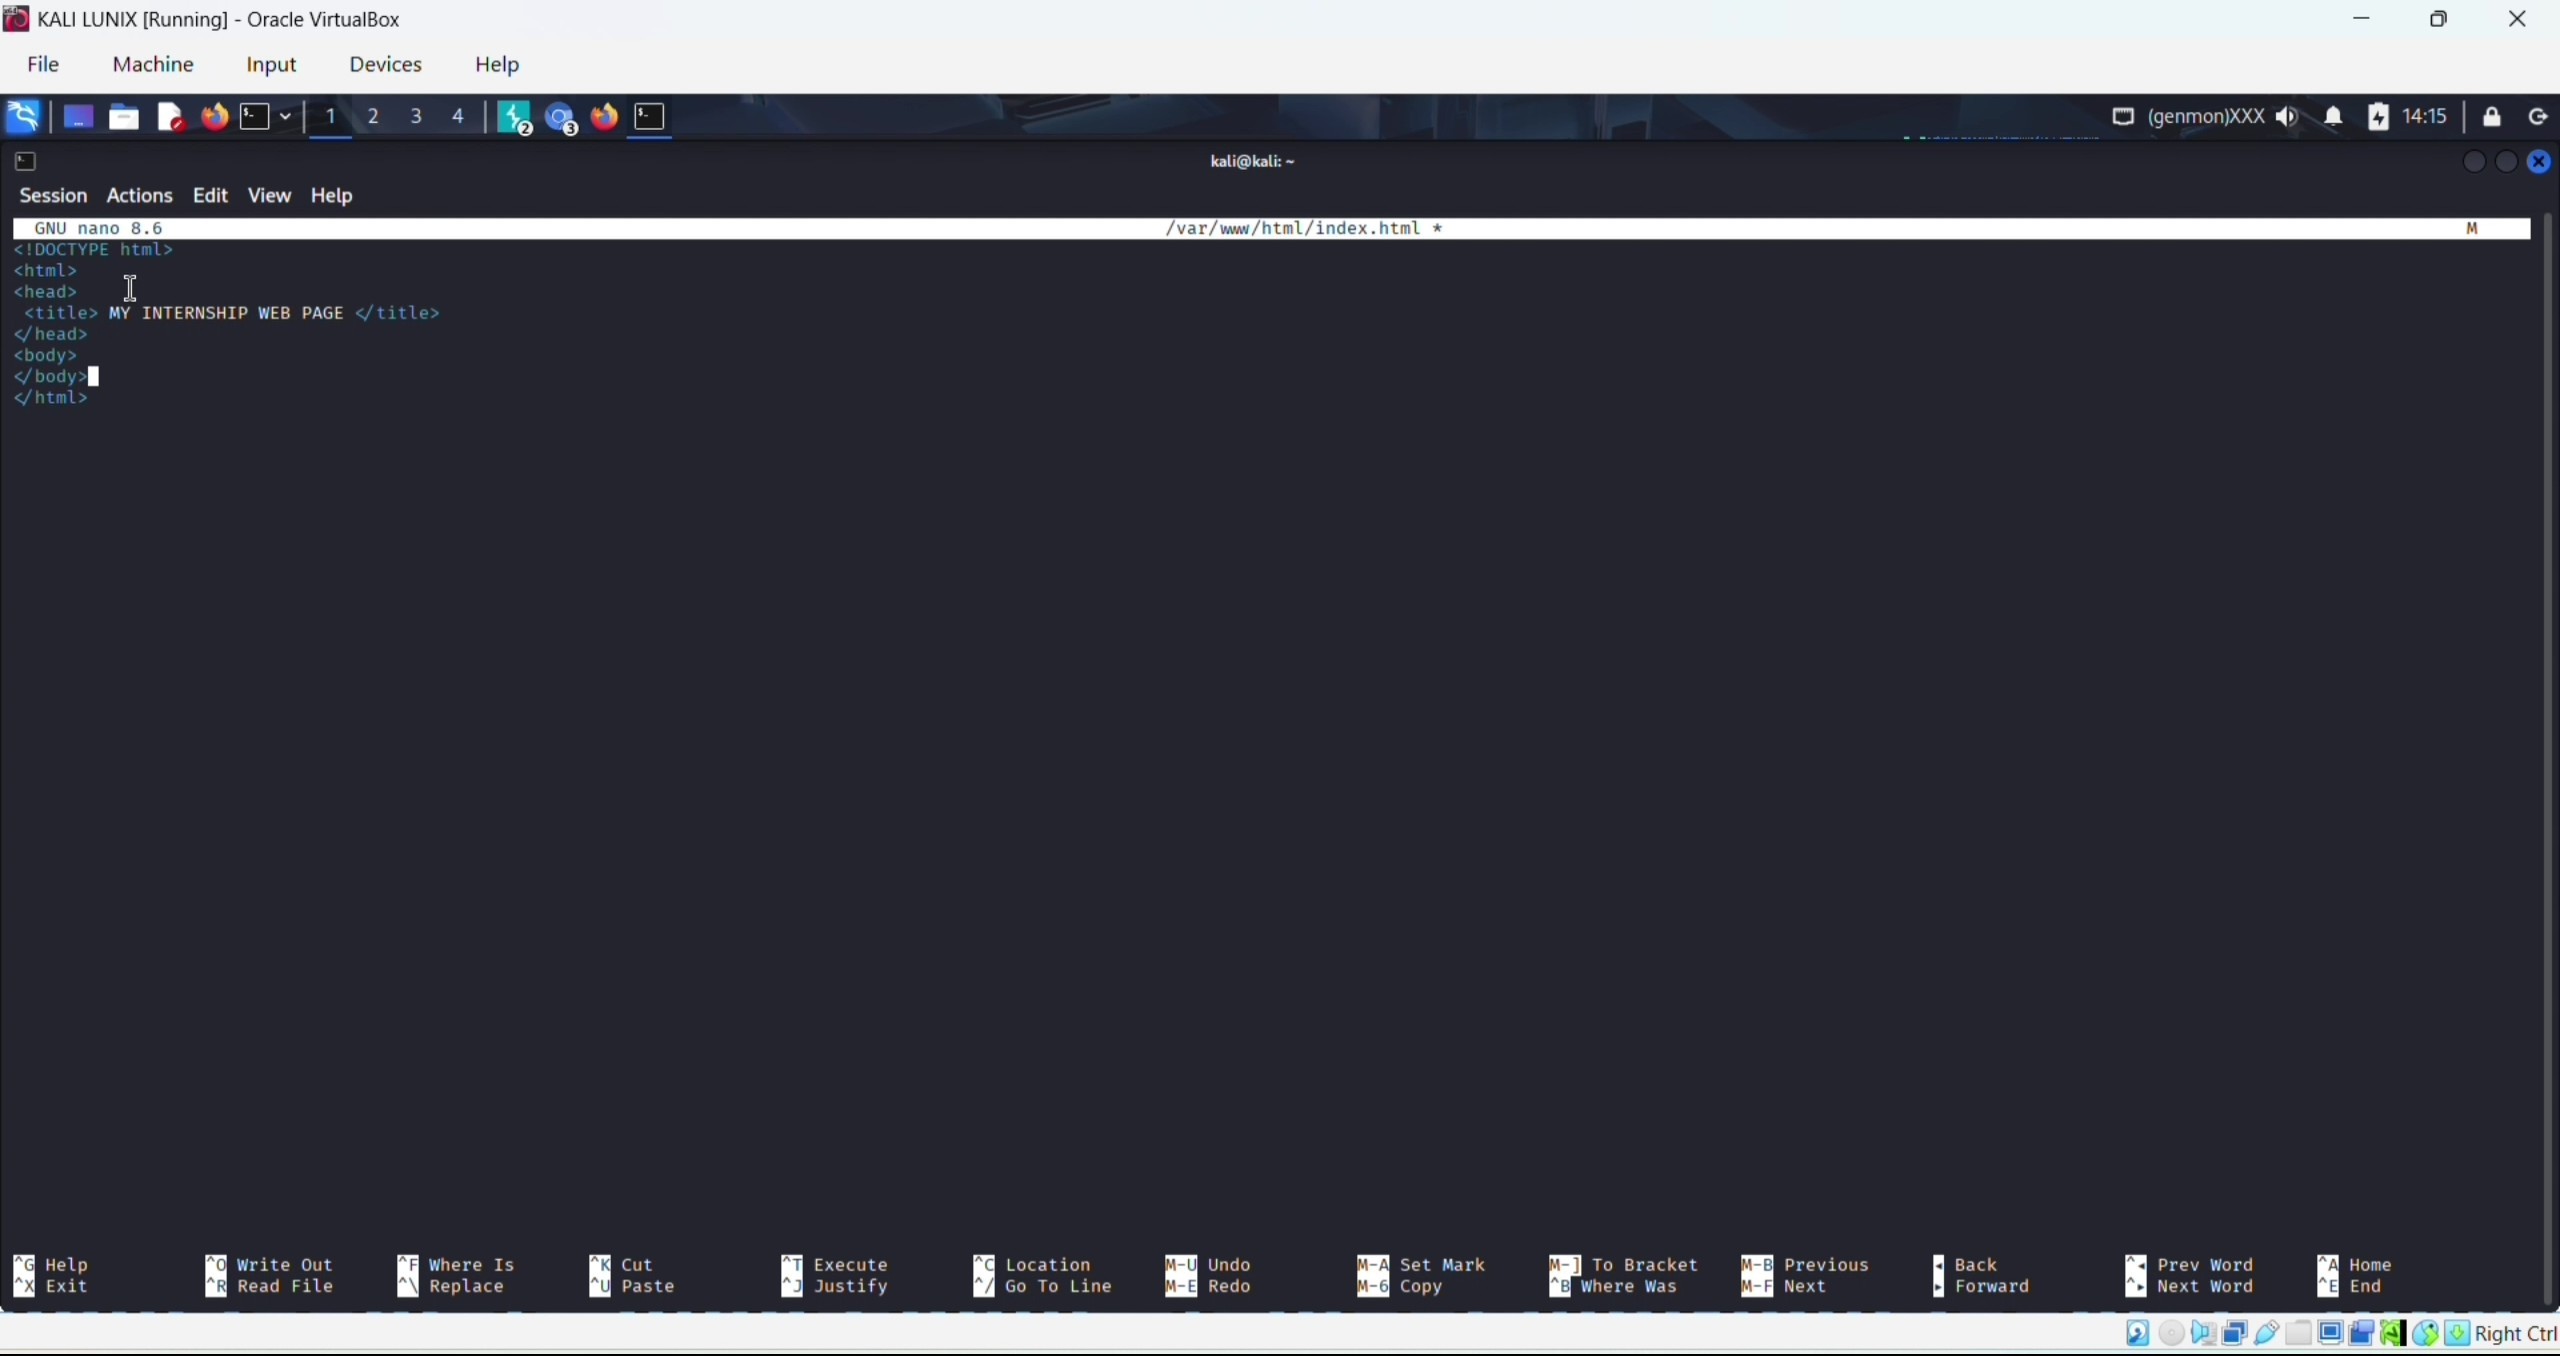 KALI LUNIX [Running] - Oracle VirtualBox
File Machine Input Devices Help
1 2 3 4 2 3 (genmon)XXX 14:15
kali@kali: ~
Session Actions Edit View Help
GNU nano 8.6 /var/www/html/index.html * M
<!DOCTYPE html>
<html>
<head>
<title> MY INTERNSHIP WEB PAGE </title>
</head>
<body>
</body>
</html>
^G Help ^O Write Out ^F Where Is ^K Cut ^T Execute ^C Location M-U Undo M-A Set Mark M-] To Bracket M-B Previous ◂ Back ^◂ Prev Word ^A Home
^X Exit ^R Read File ^\ Replace ^U Paste ^J Justify ^/ Go To Line M-E Redo M-6 Copy ^B Where Was M-F Next ▸ Forward ^▸ Next Word ^E End
Right Ctrl